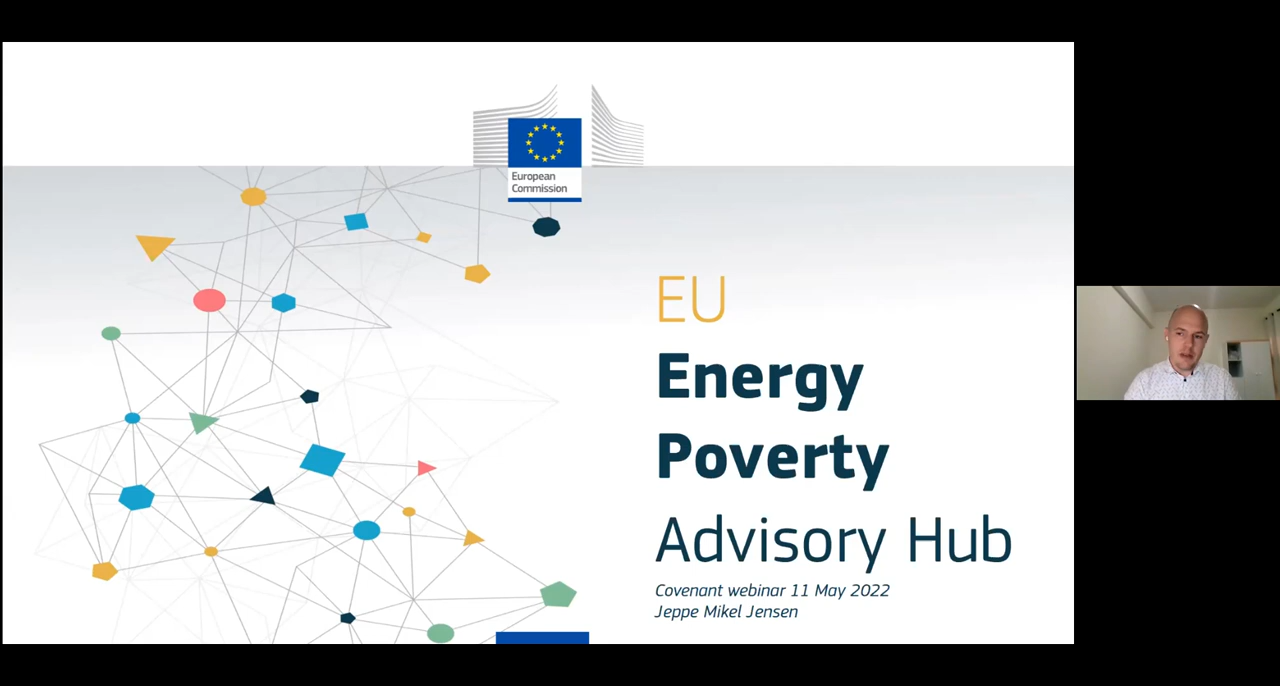 European
Commission
EU
Energy
Poverty
Advisory Hub
Covenant webinar 11 May 2022
Jeppe Mikel Jensen